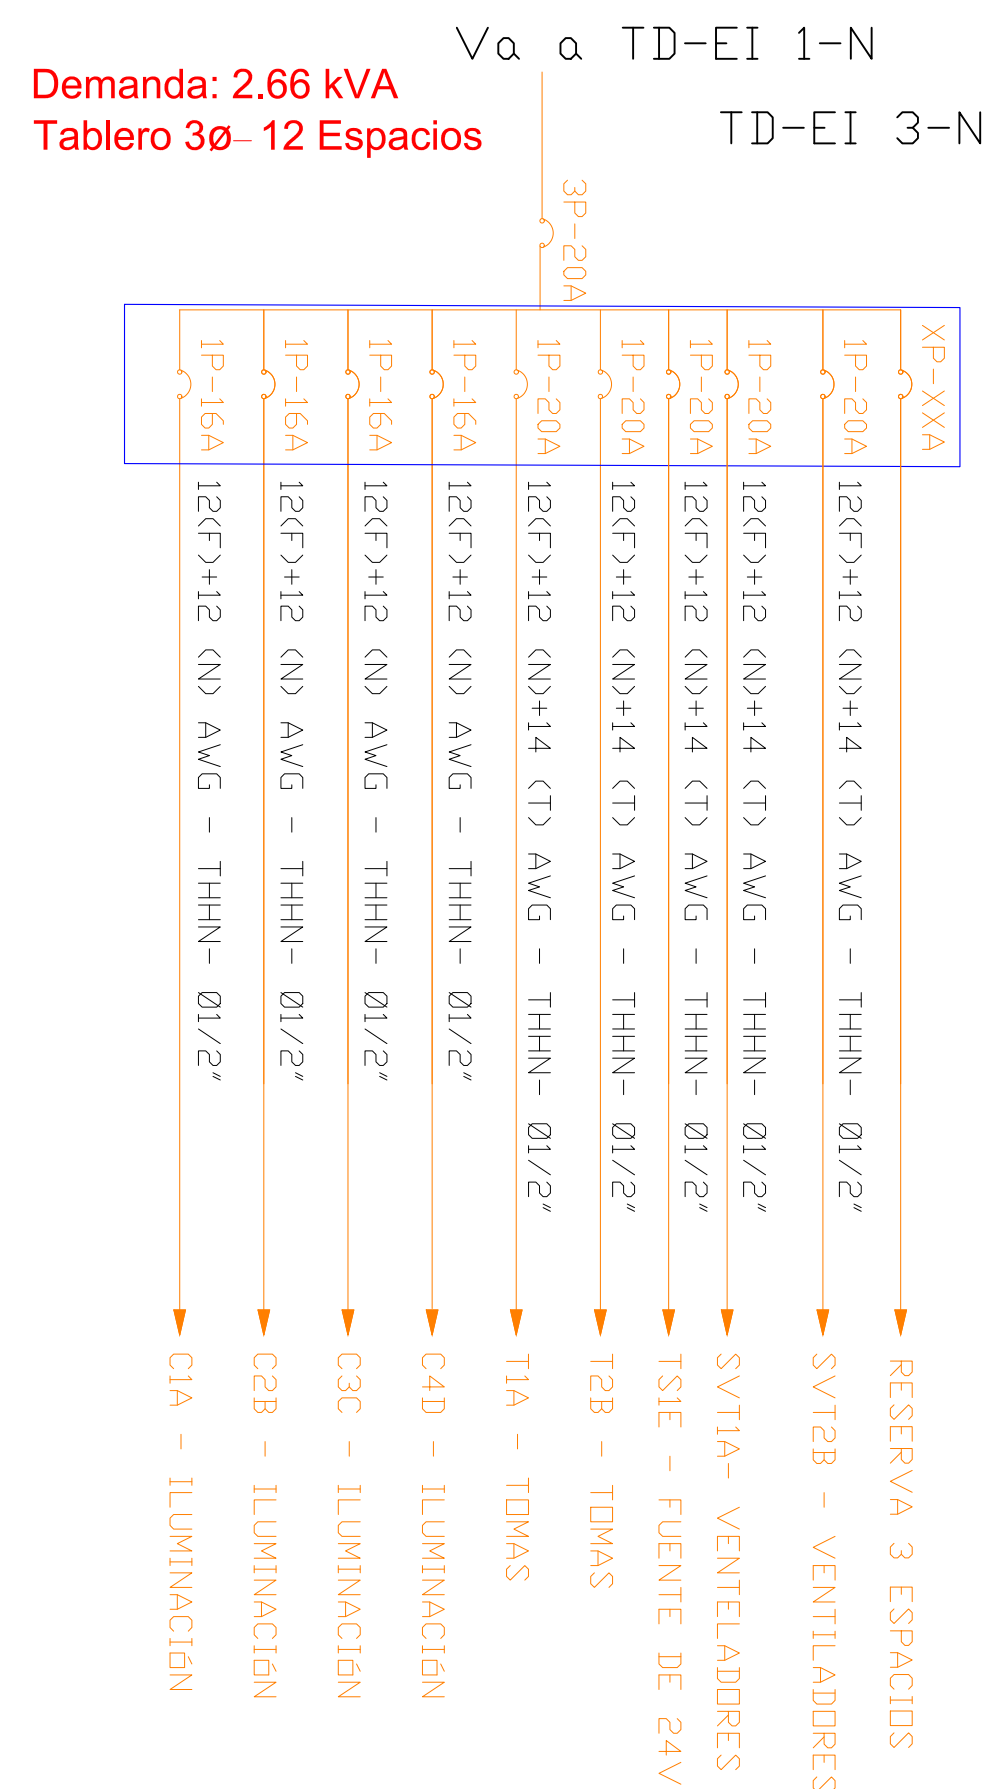 Va a TD-EI 1-N
Demanda: 2.66 kVA
Tablero 3ø– 12 Espacios
TD-EI 3-N
3P-20A
1P-16A
1P-16A
1P-16A
1P-16A
1P-20A
1P-20A
1P-20A
1P-20A
1P-20A
XP-XXA
12(F)+12 (N) AWG - THHN- Ø1/2"
12(F)+12 (N) AWG - THHN- Ø1/2"
12(F)+12 (N) AWG - THHN- Ø1/2"
12(F)+12 (N) AWG - THHN- Ø1/2"
12(F)+12 (N)+14 (T) AWG - THHN- Ø1/2"
12(F)+12 (N)+14 (T) AWG - THHN- Ø1/2"
12(F)+12 (N)+14 (T) AWG - THHN- Ø1/2"
12(F)+12 (N)+14 (T) AWG - THHN- Ø1/2"
12(F)+12 (N)+14 (T) AWG - THHN- Ø1/2"
C1A - ILUMINACIóN
C2B - ILUMINACIóN
C3C - ILUMINACIóN
C4D - ILUMINACIóN
T1A - TOMAS
T2B - TOMAS
TS1E - FUENTE DE 24V
SVT1A- VENTELADORES
SVT2B - VENTILADORES
RESERVA 3 ESPACIOS